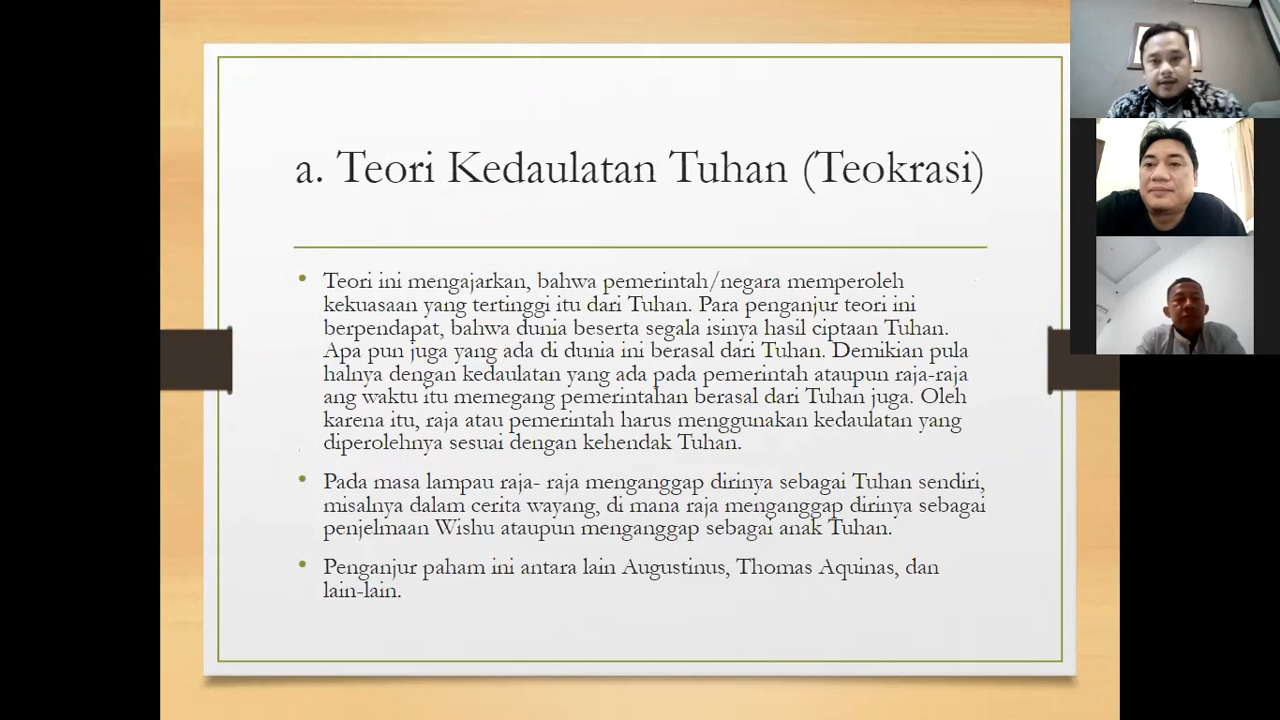 a. Teori Kedaulatan Tuhan (Teokrasi)
• Teori ini mengajarkan, bahwa pemerintah/negara memperoleh
kekuasaan yang tertinggi itu dari Tuhan. Para penganjur teori ini
berpendapat, bahwa dunia beserta segala isinya hasil ciptaan Tuhan.
Apa pun juga yang ada di dunia ini berasal dari Tuhan. Demikian pula
halnya dengan kedaulatan yang ada pada pemerintah ataupun raja-raja
ang waktu itu memegang pemerintahan berasal dari Tuhan juga. Oleh
karena itu, raja atau pemerintah harus menggunakan kedaulatan yang
diperolehnya sesuai dengan kehendak Tuhan.
• Pada masa lampau raja- raja menganggap dirinya sebagai Tuhan sendiri,
misalnya dalam cerita wayang, di mana raja menganggap dirinya sebagai
penjelmaan Wishu ataupun menganggap sebagai anak Tuhan.
• Penganjur paham ini antara lain Augustinus, Thomas Aquinas, dan
lain-lain.